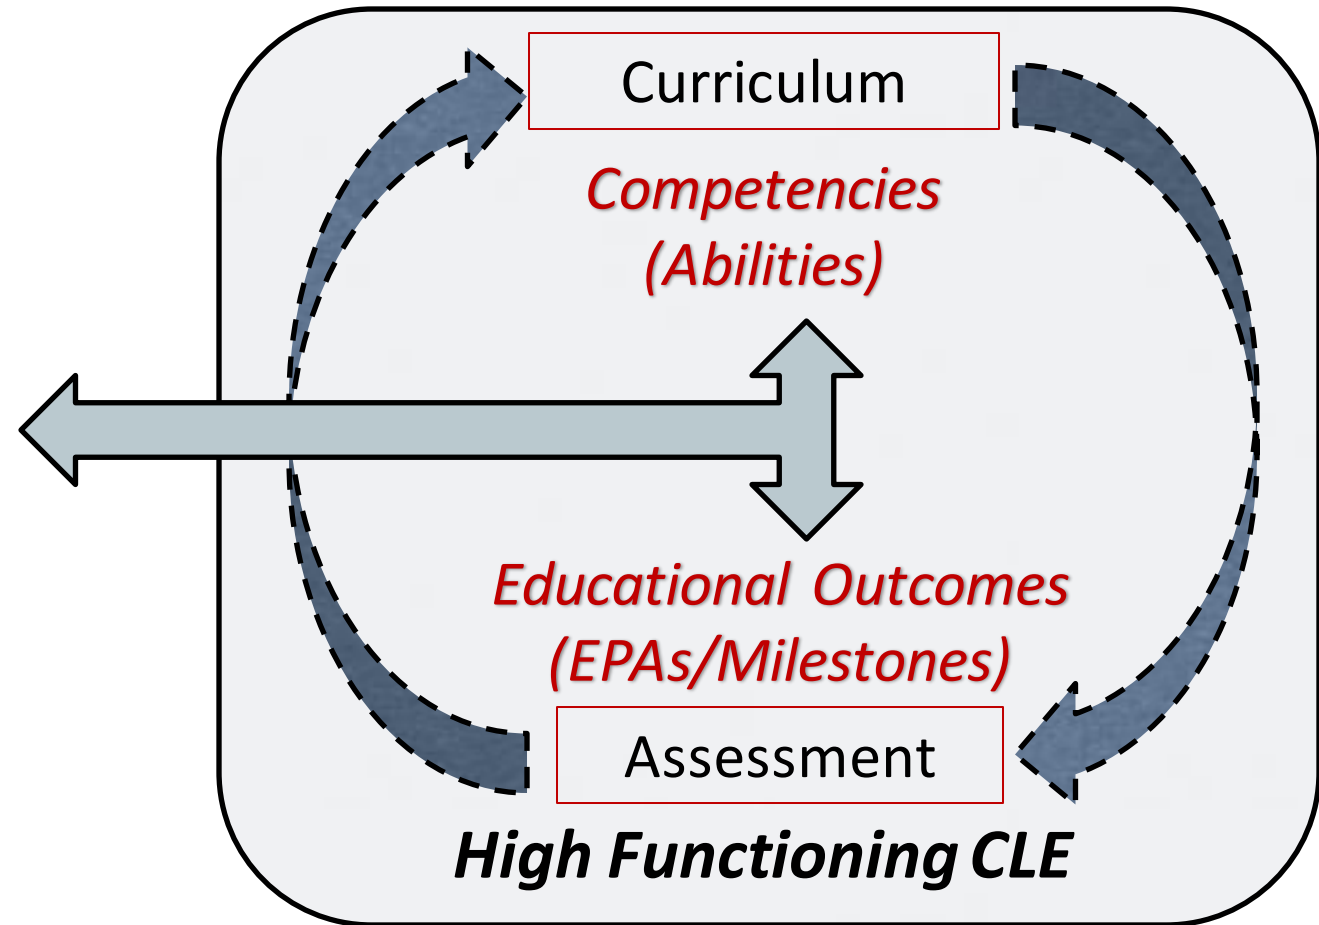 Curriculum
Competencies
(Abilities)
Educational Outcomes
(EPAs/Milestones)
Assessment
High Functioning CLE